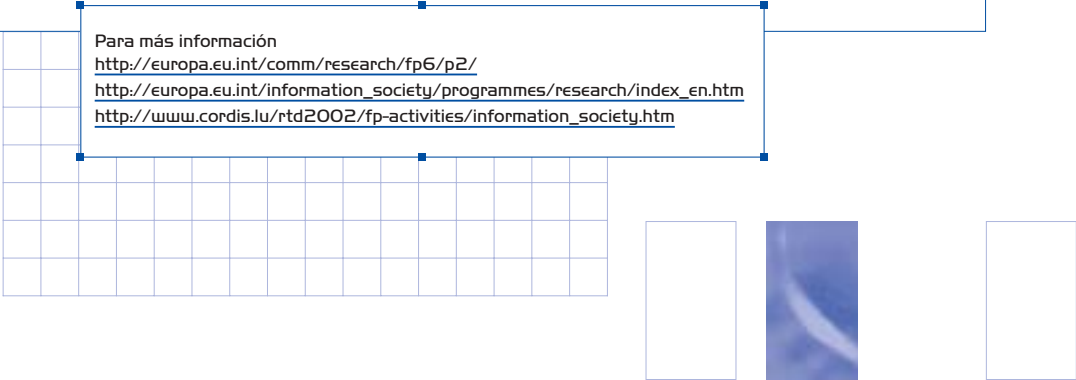 Para más información
http://europa.eu.int/comm/research/fp6/p2/
http://europa.eu.int/information_society/programmes/research/index_en.htm
http://www.cordis.lu/rtd2002/fp-activities/information_society.htm